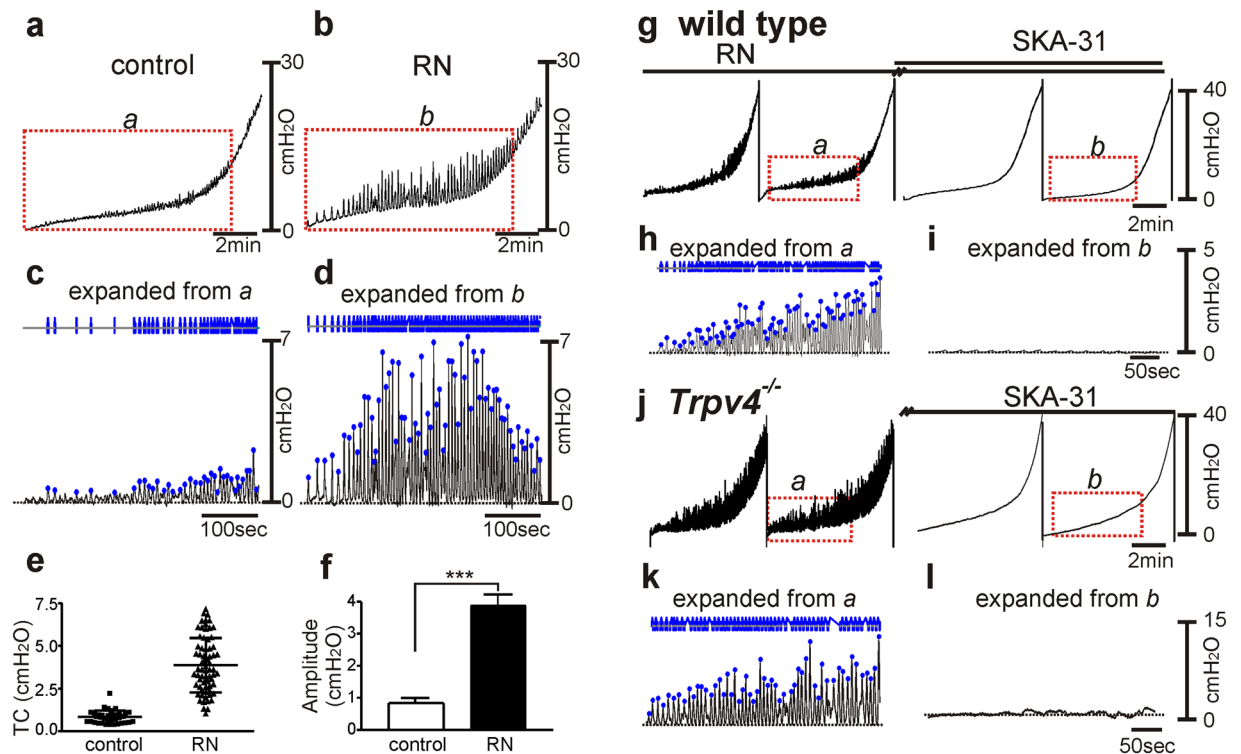 a
control
a
30
cmH2O
0
2min
b
RN
b
30
cmH2O
0
2min
c
expanded from a
7
cmH2O
0
100sec
d
expanded from b
7
cmH2O
0
100sec
e
TC (cmH2O)
7.5
5.0
2.5
0.0
control
RN
f
Amplitude
(cmH2O)
4
3
2
1
0
***
control
RN
g wild type
RN
SKA-31
a
b
40
cmH2O
0
2min
h
expanded from a
i
expanded from b
5
cmH2O
0
50sec
j Trpv4-/-
SKA-31
a
b
40
cmH2O
0
2min
k
expanded from a
l
expanded from b
15
cmH2O
0
50sec